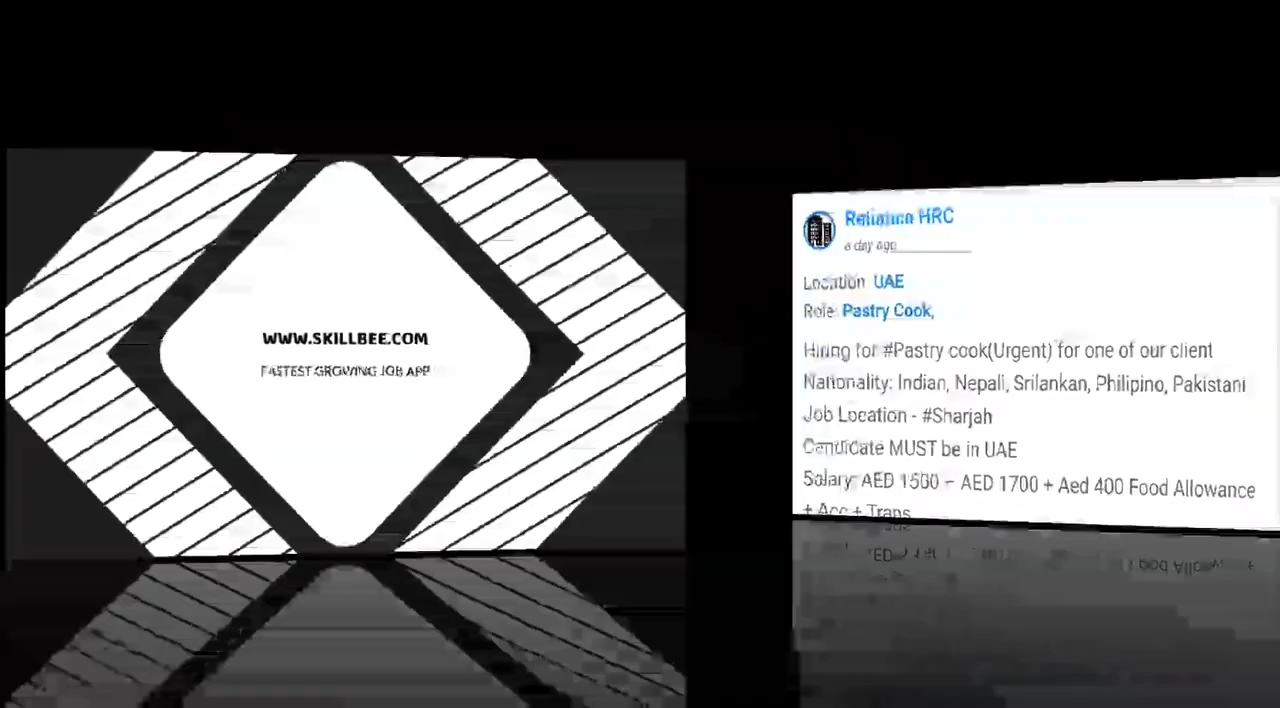 WWW.SKILLBEE.COM
FASTEST GROWING JOB APP
Reliance HRC
a day ago
Location: UAE
Role: Pastry Cook,
Hiring for #Pastry cook(Urgent) for one of our client
Nationality: Indian, Nepali, Srilankan, Philipino, Pakistani
Job Location - #Sharjah
Candidate MUST be in UAE
Salary: AED 1500 – AED 1700 + Aed 400 Food Allowance
+ Acc + Trans